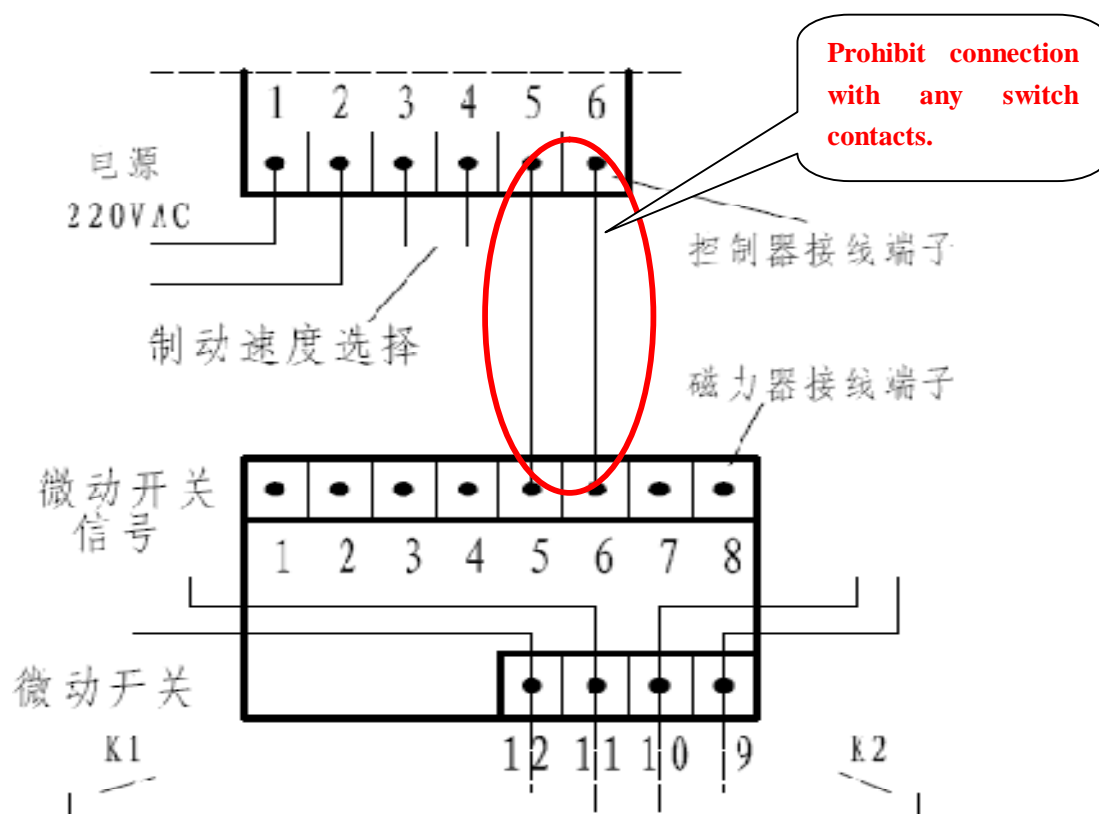 Prohibit connection
with any switch
contacts.
1 2 3 4 5 6
电源
220VAC
控制器接线端子
制动速度选择
磁力器接线端子
微动开关
信号
1 2 3 4 5 6 7 8
微动开关
K1
12 11 10 9
K2